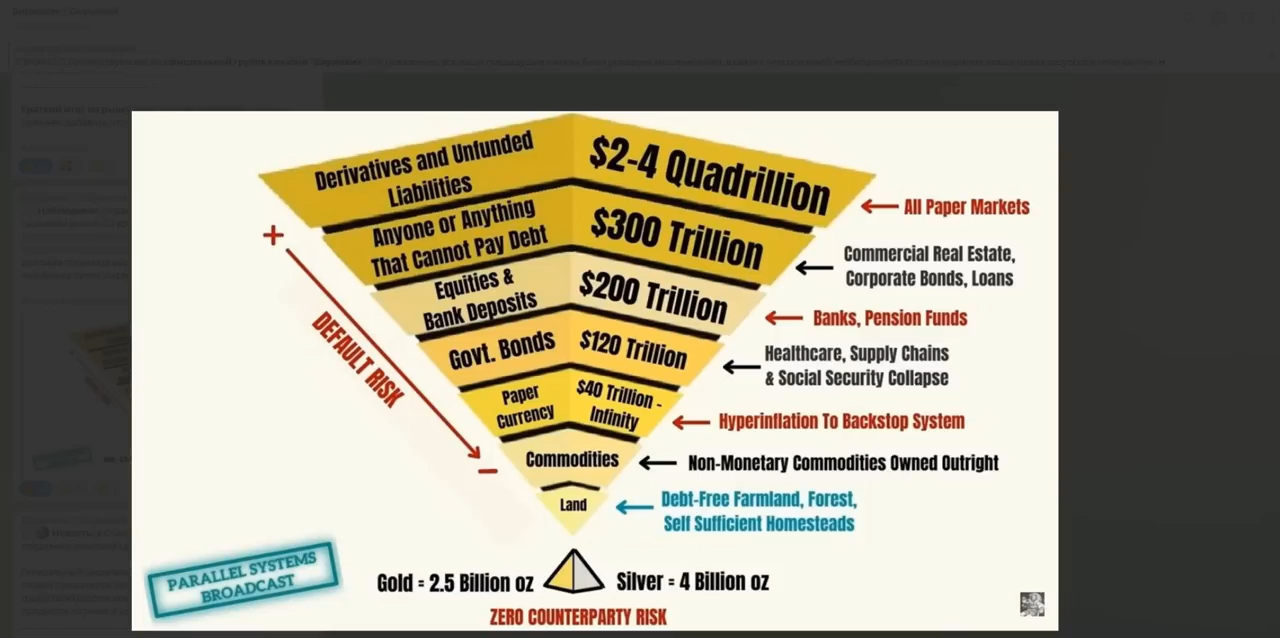 Derivatives and Unfunded
Liabilities
$2-4 Quadrillion
All Paper Markets
Anyone or Anything
That Cannot Pay Debt
$300 Trillion
Commercial Real Estate,
Corporate Bonds, Loans
Equities &
Bank Deposits
$200 Trillion
Banks, Pension Funds
Govt. Bonds
$120 Trillion
Healthcare, Supply Chains
& Social Security Collapse
Paper
Currency
$40 Trillion -
Infinity
Hyperinflation To Backstop System
Commodities
Non-Monetary Commodities Owned Outright
Land
Debt-Free Farmland, Forest,
Self Sufficient Homesteads
+
DEFAULT RISK
−
PARALLEL SYSTEMS
BROADCAST
Gold = 2.5 Billion oz
Silver = 4 Billion oz
ZERO COUNTERPARTY RISK